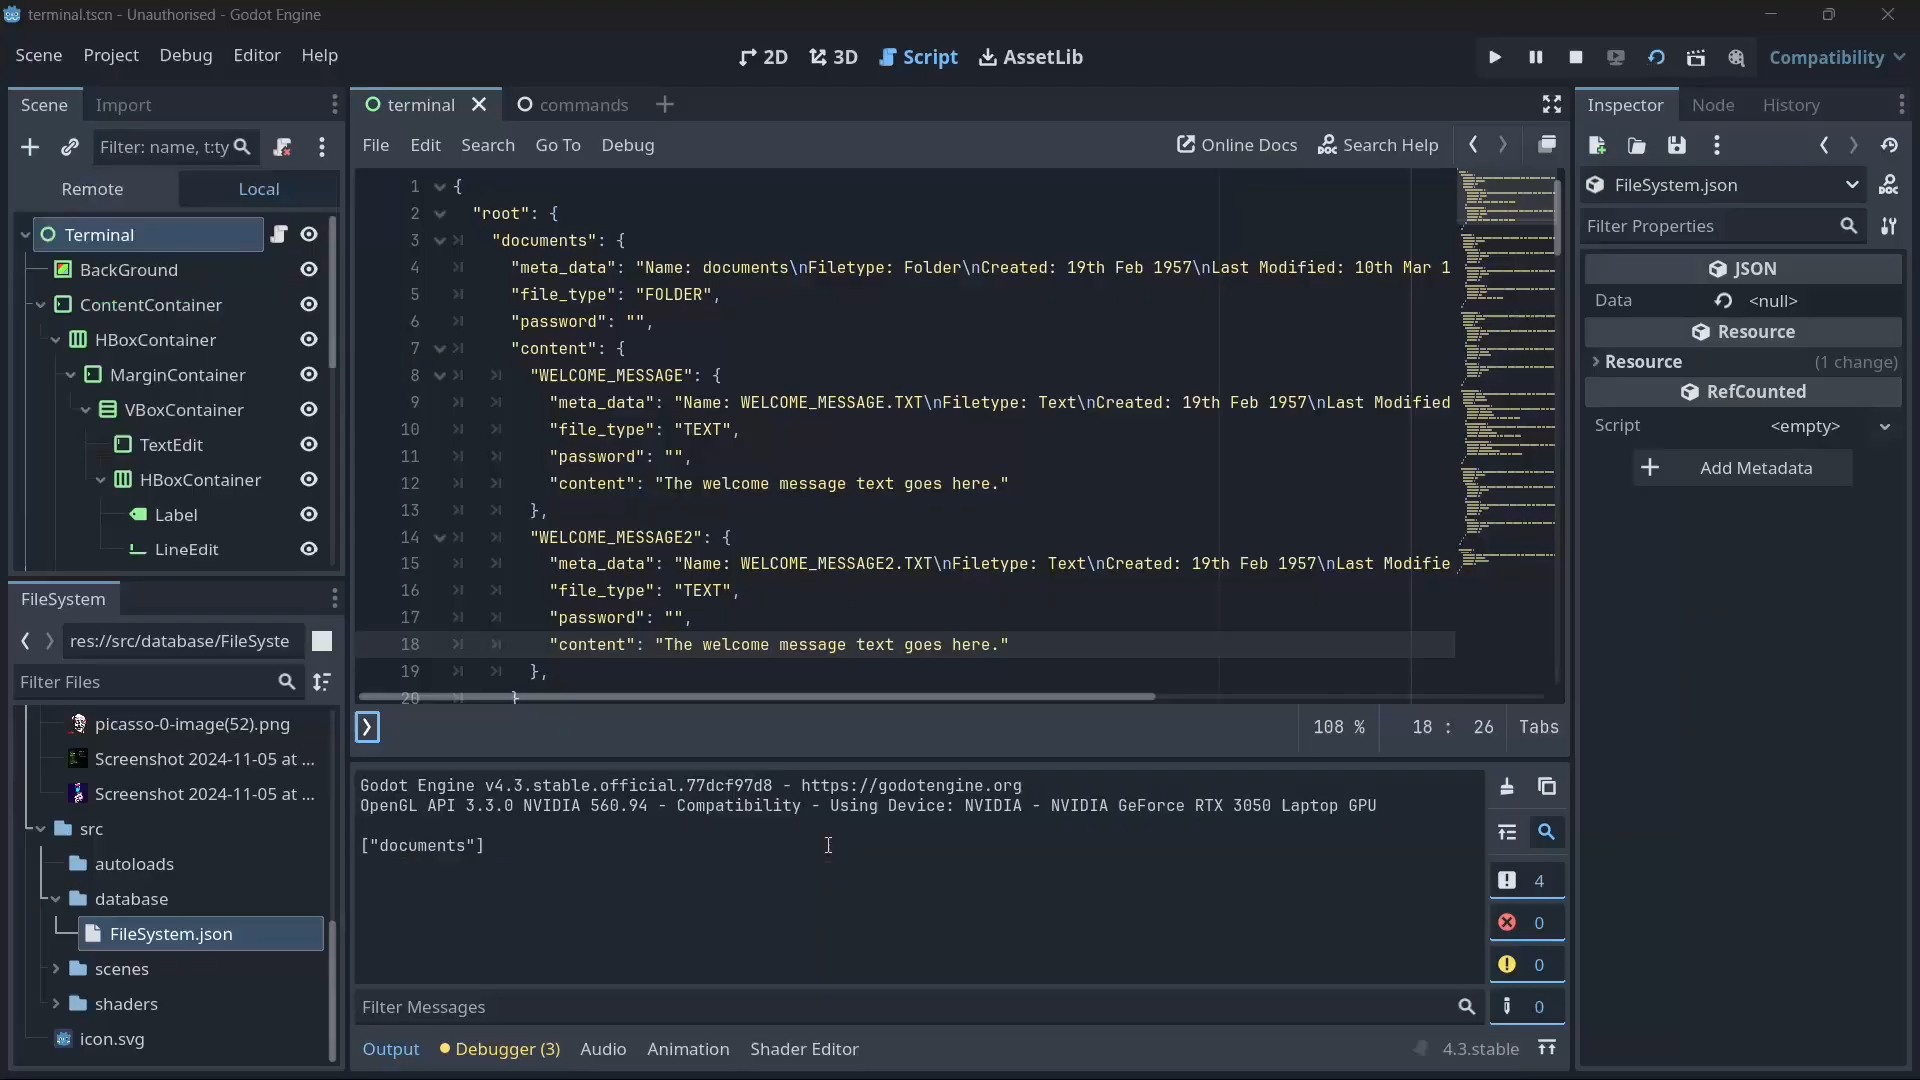 terminal.tscn - Unauthorised - Godot Engine
Scene Project Debug Editor Help
2D 3D Script AssetLib
Compatibility
Scene Import
Filter: name, t:ty
Remote Local
Terminal
BackGround
ContentContainer
HBoxContainer
MarginContainer
VBoxContainer
TextEdit
HBoxContainer
Label
LineEdit
FileSystem
res://src/database/FileSyste
Filter Files
picasso-0-image(52).png
Screenshot 2024-11-05 at ...
Screenshot 2024-11-05 at ...
src
autoloads
database
FileSystem.json
scenes
shaders
icon.svg
terminal commands
File Edit Search Go To Debug Online Docs Search Help
1 {
2 "root": {
3 "documents": {
4 "meta_data": "Name: documents\nFiletype: Folder\nCreated: 19th Feb 1957\nLast Modified: 10th Mar 1
5 "file_type": "FOLDER",
6 "password": "",
7 "content": {
8 "WELCOME_MESSAGE": {
9 "meta_data": "Name: WELCOME_MESSAGE.TXT\nFiletype: Text\nCreated: 19th Feb 1957\nLast Modified
10 "file_type": "TEXT",
11 "password": "",
12 "content": "The welcome message text goes here."
13 },
14 "WELCOME_MESSAGE2": {
15 "meta_data": "Name: WELCOME_MESSAGE2.TXT\nFiletype: Text\nCreated: 19th Feb 1957\nLast Modifie
16 "file_type": "TEXT",
17 "password": "",
18 "content": "The welcome message text goes here."
19 },
20 }
108 % 18 : 26 Tabs
Godot Engine v4.3.stable.official.77dcf97d8 - https://godotengine.org
OpenGL API 3.3.0 NVIDIA 560.94 - Compatibility - Using Device: NVIDIA - NVIDIA GeForce RTX 3050 Laptop GPU
["documents"]
4
0
0
0
Filter Messages
Output Debugger (3) Audio Animation Shader Editor 4.3.stable
Inspector Node History
FileSystem.json
Filter Properties
JSON
Data <null>
Resource
Resource (1 change)
RefCounted
Script <empty>
Add Metadata